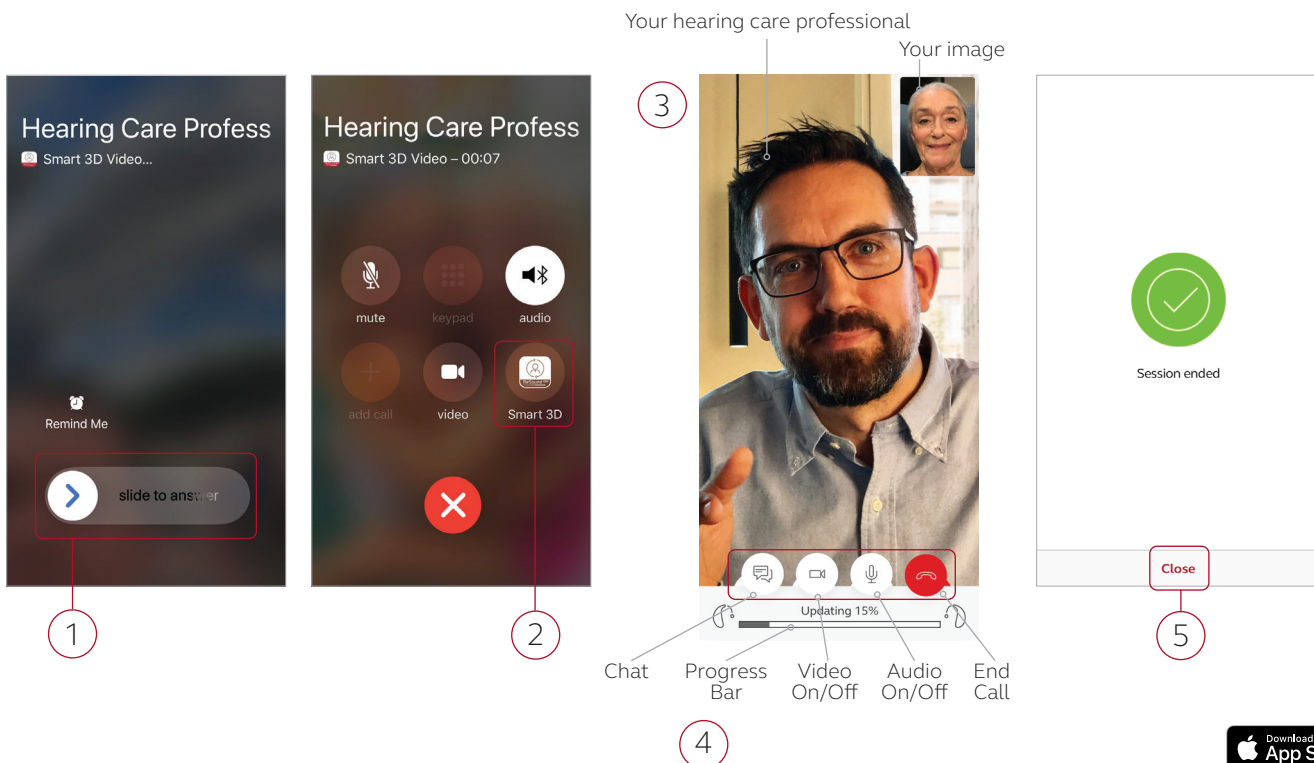 Your hearing care professional
Your image
Hearing Care Profess
Smart 3D Video...
Remind Me
slide to answer
1
Hearing Care Profess
Smart 3D Video – 00:07
mute
keypad
audio
add call
video
ReSound
Smart 3D
2
3
Updating 15%
Chat
Progress
Bar
Video
On/Off
Audio
On/Off
End
Call
4
Session ended
Close
5
Download
App S